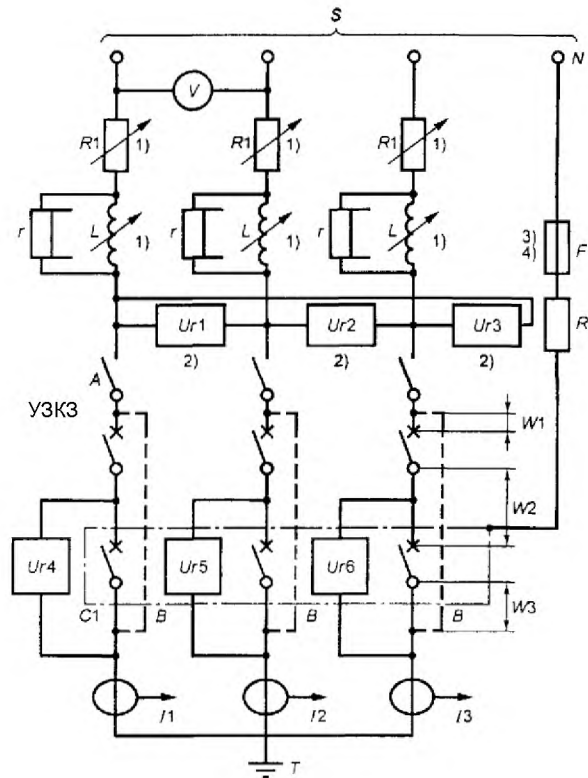 S
N
V
R1 1) R1 1) R1 1)
r L 1) r L 1) r L 1)
3)
4) F
R
Ur1 Ur2 Ur3
2) 2) 2)
A
УЗКЗ
W1
W2
Ur4 Ur5 Ur6
C1 B B B
W3
I1 I2 I3
T